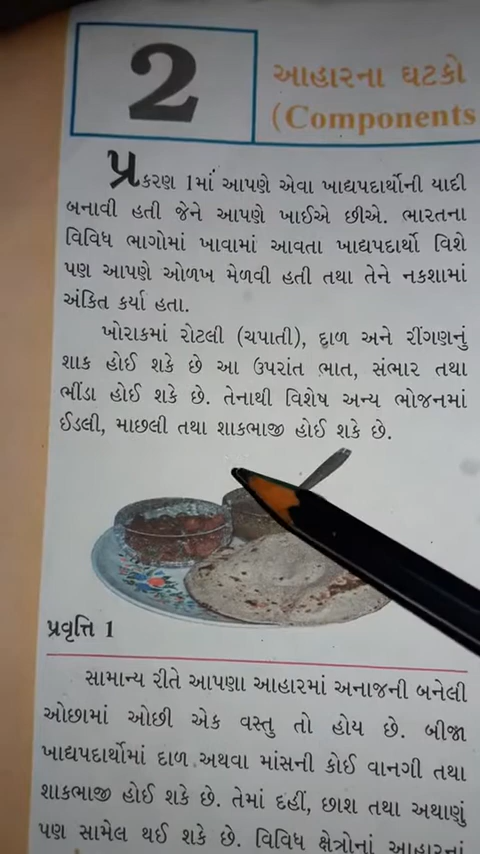 2
આહારના ઘટકો
(Components
પ્રકરણ 1માં આપણે એવા ખાદ્યપદાર્થોની યાદી
બનાવી હતી જેને આપણે ખાઈએ છીએ. ભારતના
વિવિધ ભાગોમાં ખાવામાં આવતા ખાદ્યપદાર્થો વિશે
પણ આપણે ઓળખ મેળવી હતી તથા તેને નકશામાં
અંકિત કર્યા હતા.
ખોરાકમાં રોટલી (ચપાતી), દાળ અને રીંગણનું
શાક હોઈ શકે છે આ ઉપરાંત ભાત, સંભાર તથા
ભીંડા હોઈ શકે છે. તેનાથી વિશેષ અન્ય ભોજનમાં
ઈડલી, માછલી તથા શાકભાજી હોઈ શકે છે.
પ્રવૃત્તિ 1
સામાન્ય રીતે આપણા આહારમાં અનાજની બનેલી
ઓછામાં ઓછી એક વસ્તુ તો હોય છે. બીજા
ખાદ્યપદાર્થોમાં દાળ અથવા માંસની કોઈ વાનગી તથા
શાકભાજી હોઈ શકે છે. તેમાં દહીં, છાશ તથા અથાણું
પણ સામેલ થઈ શકે છે. વિવિધ ક્ષેત્રોનાં આહારનાં